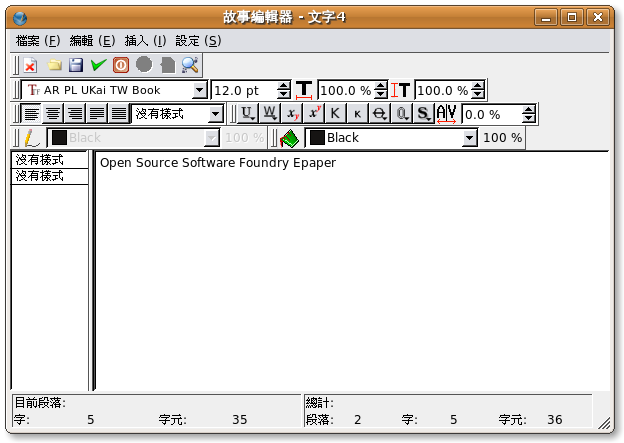 故事編輯器 - 文字4
檔案 (F) 編輯 (E) 插入 (I) 設定 (S)
AR PL UKai TW Book 12.0 pt T 100.0 % T 100.0 %
沒有樣式 U W xy xy K K O O S A|V 0.0 %
Black 100 % Black 100 %
沒有樣式
沒有樣式
Open Source Software Foundry Epaper
目前段落:
字: 5 字元: 35
總計:
段落: 2 字: 5 字元: 36